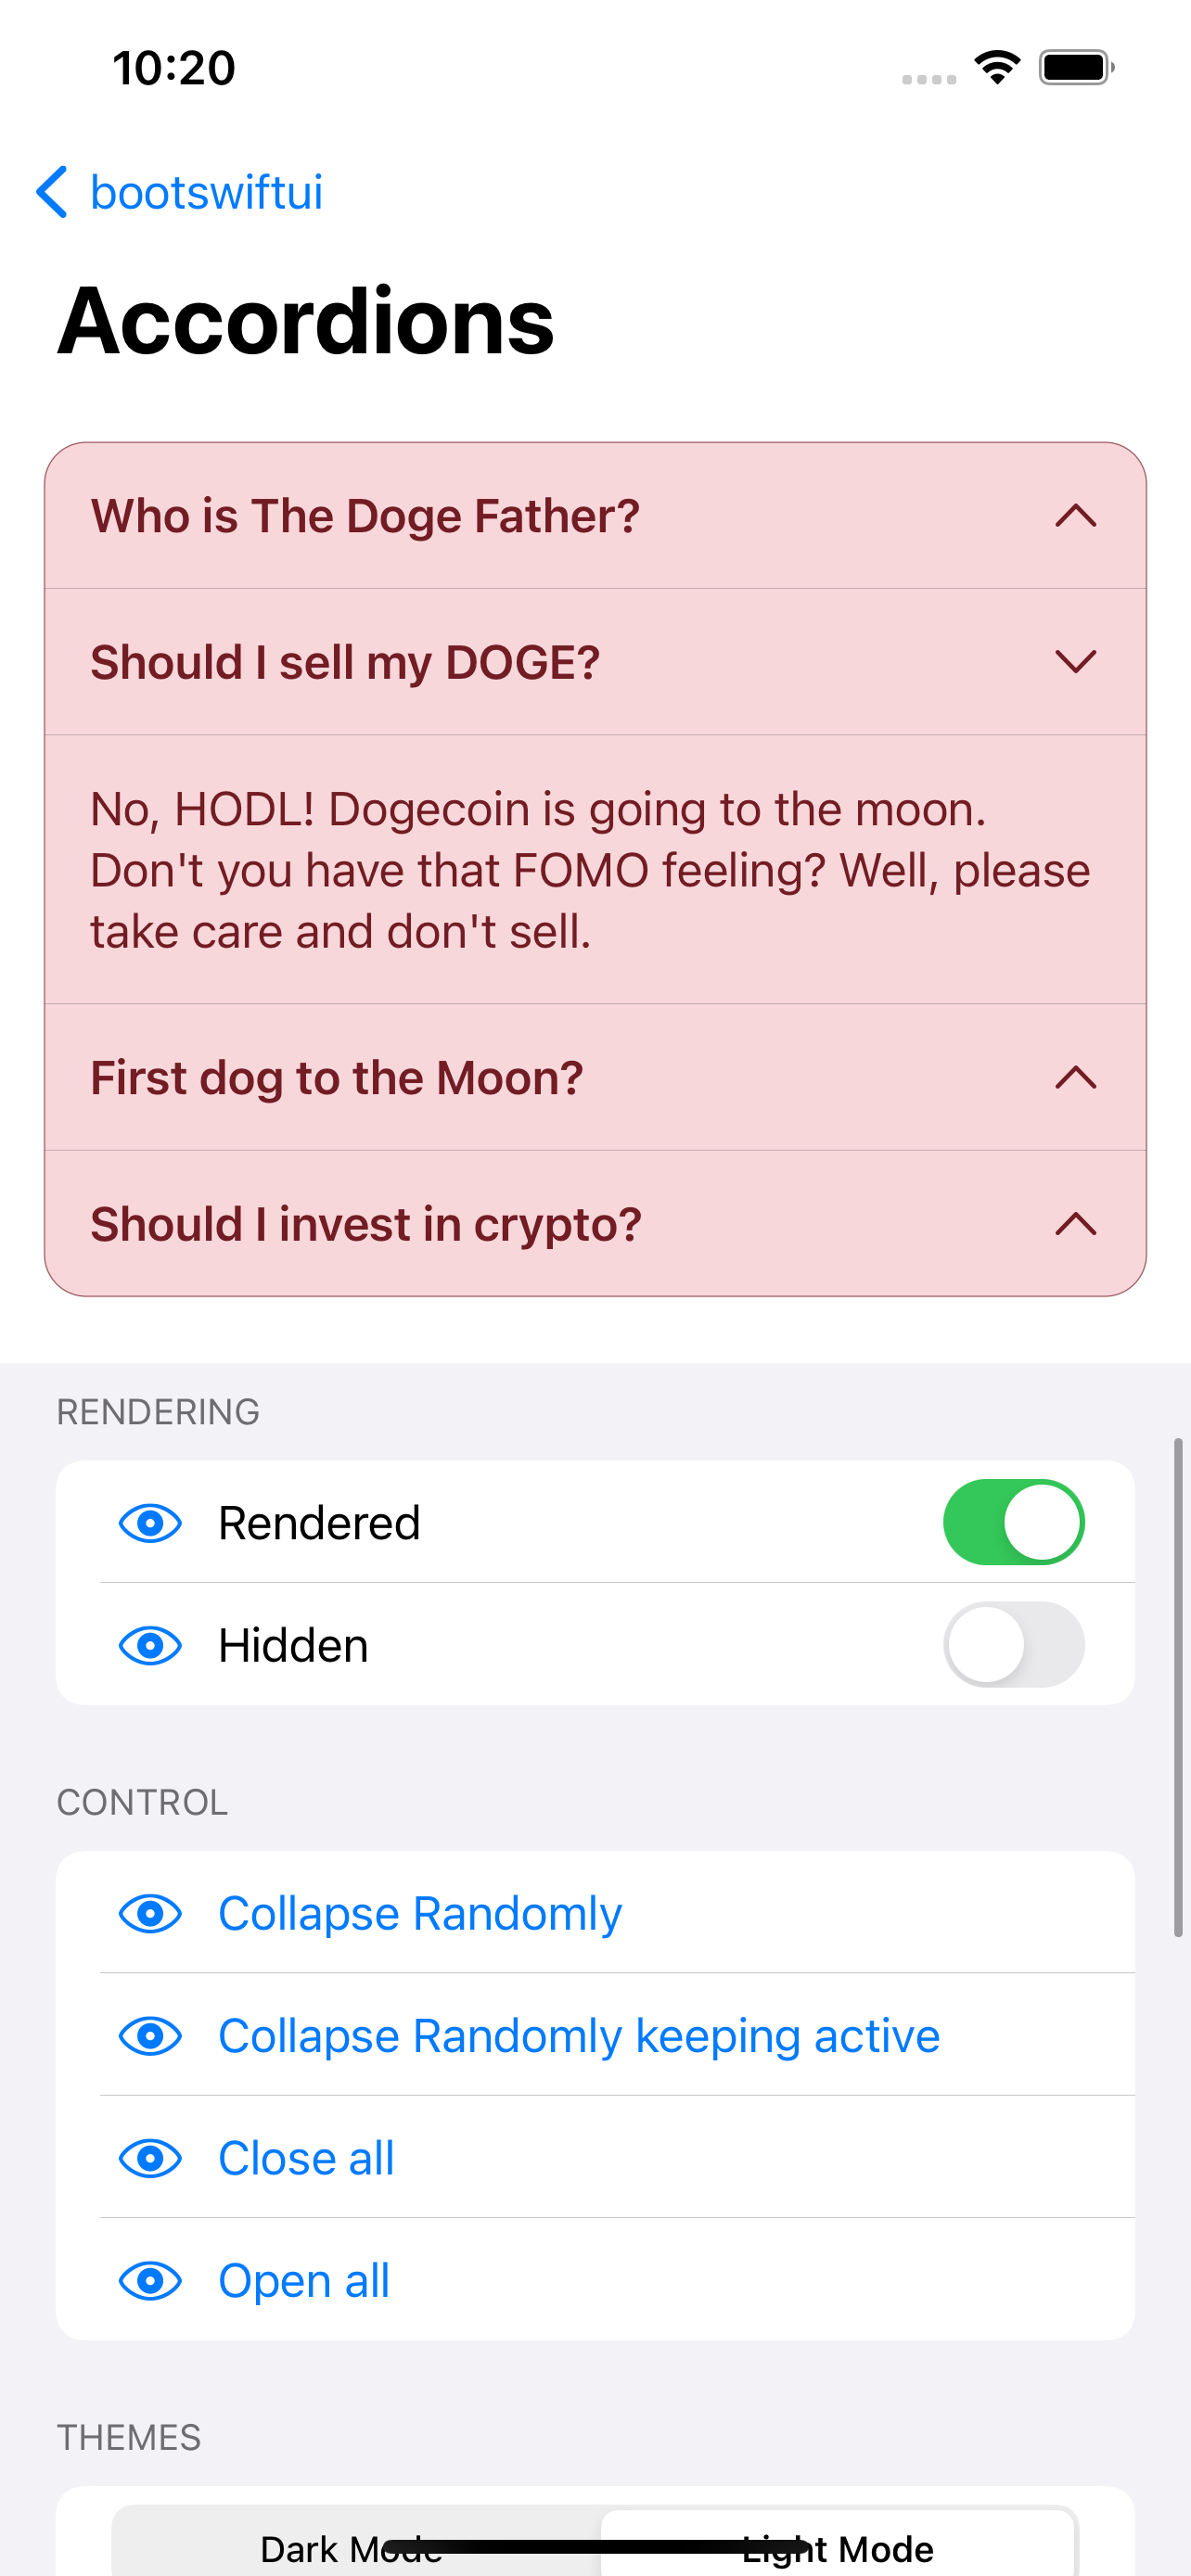 10:20
bootswiftui
Accordions
Who is The Doge Father?
Should I sell my DOGE?
No, HODL! Dogecoin is going to the moon.
Don't you have that FOMO feeling? Well, please
take care and don't sell.
First dog to the Moon?
Should I invest in crypto?
RENDERING
Rendered
Hidden
CONTROL
Collapse Randomly
Collapse Randomly keeping active
Close all
Open all
THEMES
Dark Mode
Light Mode